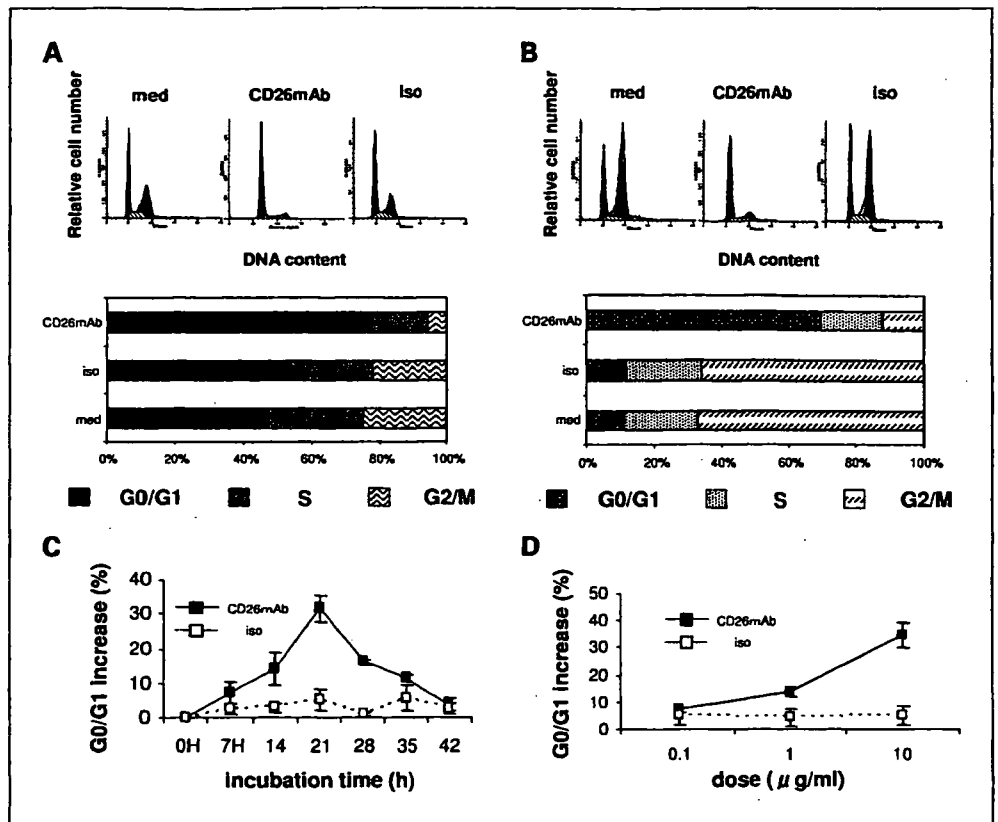 A
B
Relative cell number
med
CD26mAb
iso
DNA content
Relative cell number
med
CD26mAb
iso
DNA content
CD26mAb
iso
med
0% 20% 40% 60% 80% 100%
G0/G1 S G2/M
CD26mAb
iso
med
0% 20% 40% 60% 80% 100%
G0/G1 S G2/M
C
G0/G1 increase (%)
40
30
20
10
0
CD26mAb
iso
0H 7H 14 21 28 35 42
incubation time (h)
D
G0/G1 increase (%)
50
40
30
20
10
0
CD26mAb
iso
0.1 1 10
dose ( μ g/ml)